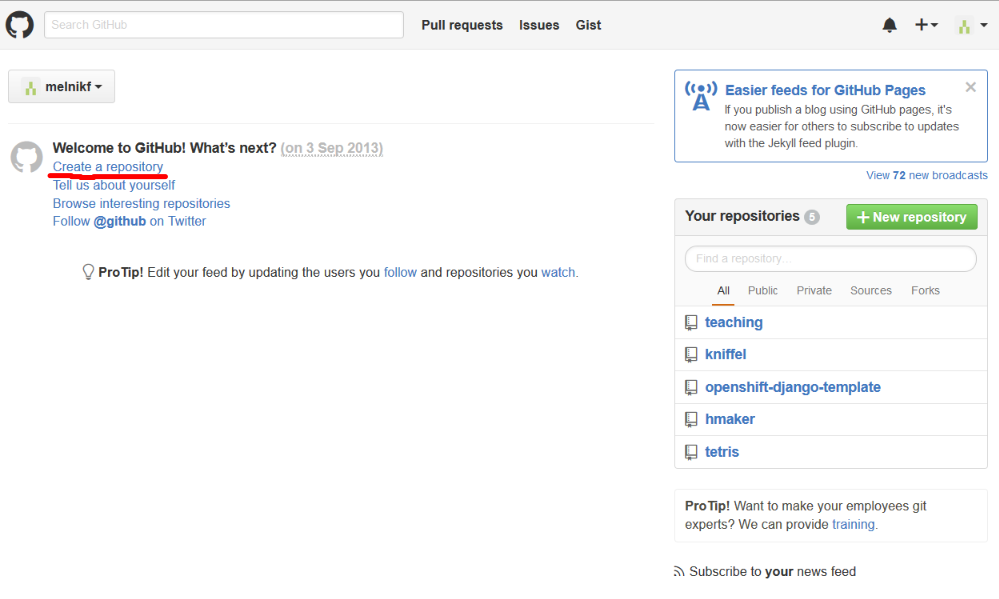 Search GitHub
Pull requests
Issues
Gist
melnikf
Welcome to GitHub! What's next? (on 3 Sep 2013)
Create a repository
Tell us about yourself
Browse interesting repositories
Follow @github on Twitter
ProTip! Edit your feed by updating the users you follow and repositories you watch.
Easier feeds for GitHub Pages
If you publish a blog using GitHub pages, it's
now easier for others to subscribe to updates
with the Jekyll feed plugin.
View 72 new broadcasts
Your repositories 5
New repository
Find a repository...
All
Public
Private
Sources
Forks
teaching
kniffel
openshift-django-template
hmaker
tetris
ProTip! Want to make your employees git
experts? We can provide training.
Subscribe to your news feed